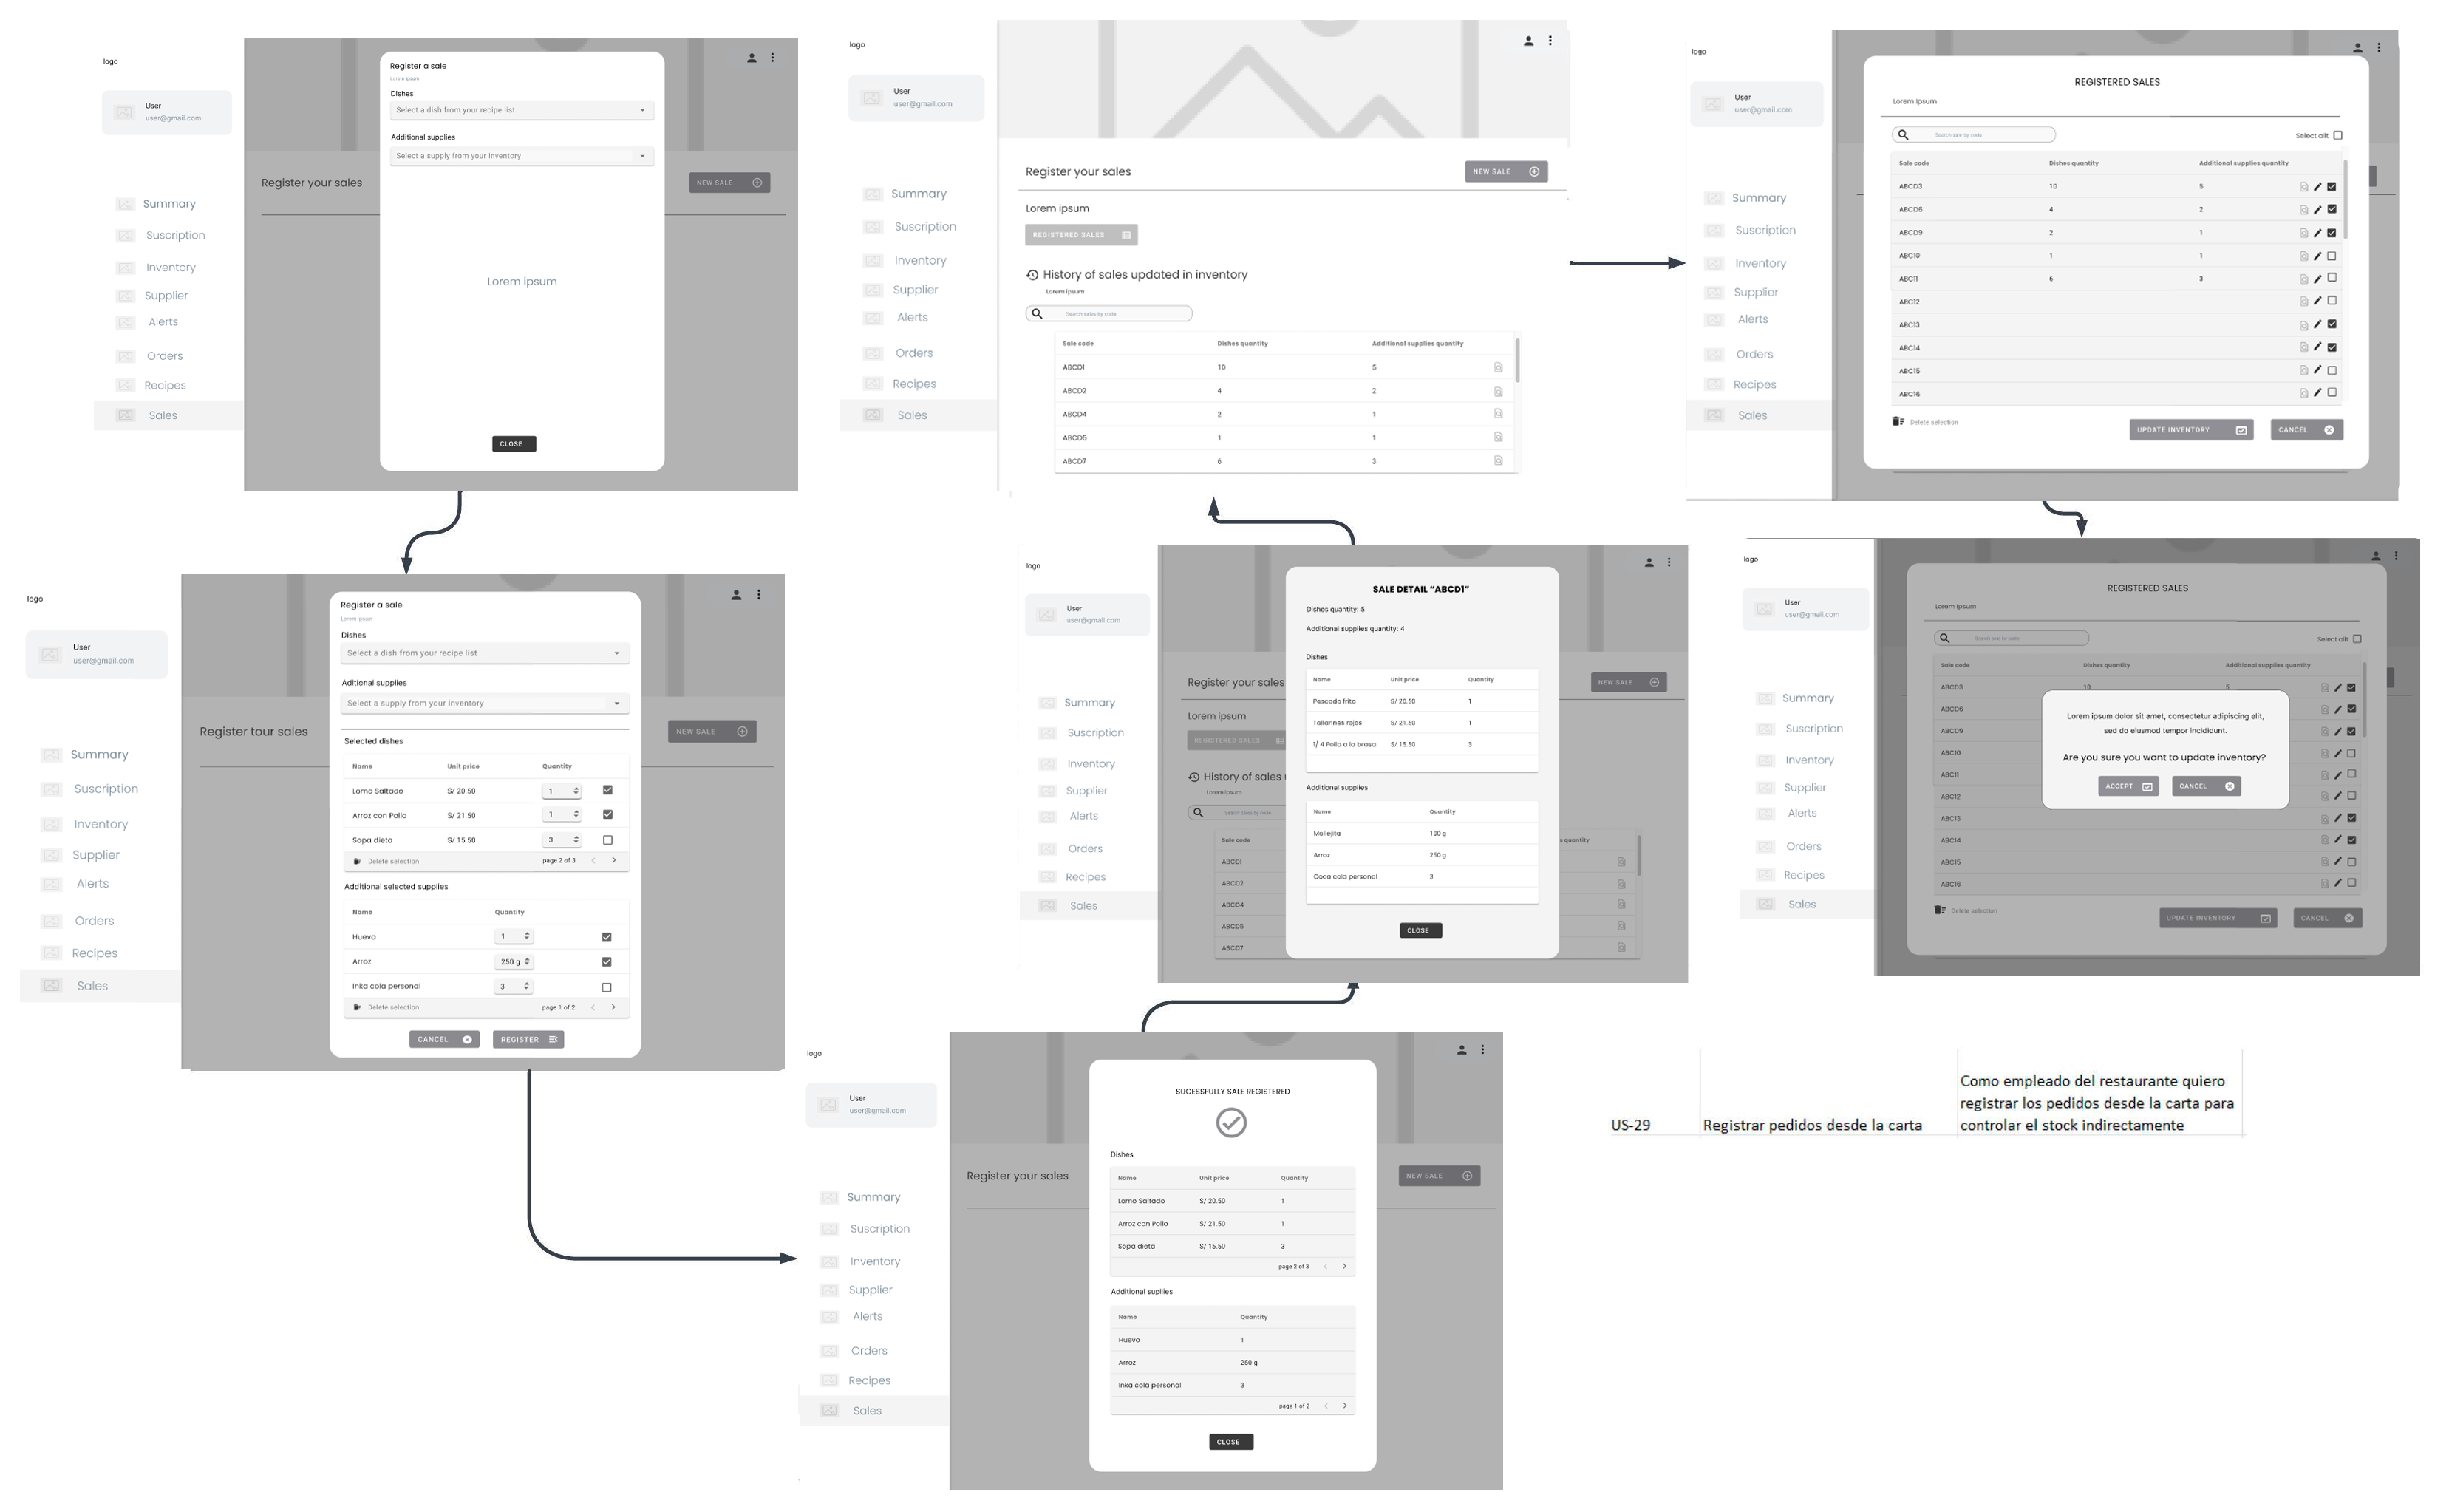 logo
User
user@gmail.com
Summary
Suscription
Inventory
Supplier
Alerts
Orders
Recipes
Sales
Register your sales
NEW SALE
Register a sale
Lorem ipsum
Dishes
Select a dish from your recipe list
Additional supplies
Select a supply from your inventory
Lorem ipsum
CLOSE
logo
User
user@gmail.com
Summary
Suscription
Inventory
Supplier
Alerts
Orders
Recipes
Sales
Register your sales
NEW SALE
Lorem ipsum
REGISTERED SALES
History of sales updated in inventory
Lorem ipsum
Search sales by code
Sale code Dishes quantity Additional supplies quantity
ABCD1 10 5
ABCD2 4 2
ABCD4 2 1
ABCD5 1 1
ABCD7 6 3
logo
User
user@gmail.com
Summary
Suscription
Inventory
Supplier
Alerts
Orders
Recipes
Sales
REGISTERED SALES
Lorem ipsum
Search sale by code
Select allt
Sale code Dishes quantity Additional supplies quantity
ABCD3 10 5
ABCD6 4 2
ABCD9 2 1
ABC10 1 1
ABC11 6 3
ABC12
ABC13
ABC14
ABC15
ABC16
Delete selection
UPDATE INVENTORY
CANCEL
logo
User
user@gmail.com
Summary
Suscription
Inventory
Supplier
Alerts
Orders
Recipes
Sales
Register tour sales
NEW SALE
Register a sale
Lorem ipsum
Dishes
Select a dish from your recipe list
Aditional supplies
Select a supply from your inventory
Selected dishes
Name Unit price Quantity
Lomo Saltado S/ 20.50 1
Arroz con Pollo S/ 21.50 1
Sopa dieta S/ 15.50 3
Delete selection page 2 of 3
Additional selected supplies
Name Quantity
Huevo 1
Arroz 250 g
Inka cola personal 3
Delete selection page 1 of 2
CANCEL
REGISTER
logo
User
user@gmail.com
Summary
Suscription
Inventory
Supplier
Alerts
Orders
Recipes
Sales
Register your sales
NEW SALE
Lorem ipsum
REGISTERED SALES
History of sales
Lorem ipsum
Search sales by code
Sale code
s quantity
ABCD1
ABCD2
ABCD4
ABCD5
ABCD7
SALE DETAIL “ABCD1”
Dishes quantity: 5
Additional supplies quantity: 4
Dishes
Name Unit price Quantity
Pescado frito S/ 20.50 1
Tallarines rojos S/ 21.50 1
1/ 4 Pollo a la brasa S/ 15.50 3
Additional supplies
Name Quantity
Mollejita 100 g
Arroz 250 g
Coca cola personal 3
CLOSE
logo
User
user@gmail.com
Summary
Suscription
Inventory
Supplier
Alerts
Orders
Recipes
Sales
REGISTERED SALES
Lorem ipsum
Search sale by code
Select allt
Sale code Dishes quantity Additional supplies quantity
ABCD3 10 5
ABCD6
ABCD9
ABC10
ABC11
ABC12
ABC13
ABC14
ABC15
ABC16
Delete selection
UPDATE INVENTORY
CANCEL
Lorem ipsum dolor sit amet, consectetur adipiscing elit,
sed do eiusmod tempor incididunt.
Are you sure you want to update inventory?
ACCEPT
CANCEL
logo
User
user@gmail.com
Summary
Suscription
Inventory
Supplier
Alerts
Orders
Recipes
Sales
Register your sales
NEW SALE
SUCESSFULLY SALE REGISTERED
Dishes
Name Unit price Quantity
Lomo Saltado S/ 20.50 1
Arroz con Pollo S/ 21.50 1
Sopa dieta S/ 15.50 3
page 2 of 3
Additional suplies
Name Quantity
Huevo 1
Arroz 250 g
Inka cola personal 3
page 1 of 2
CLOSE
US-29
Registrar pedidos desde la carta
Como empleado del restaurante quiero
registrar los pedidos desde la carta para
controlar el stock indirectamente